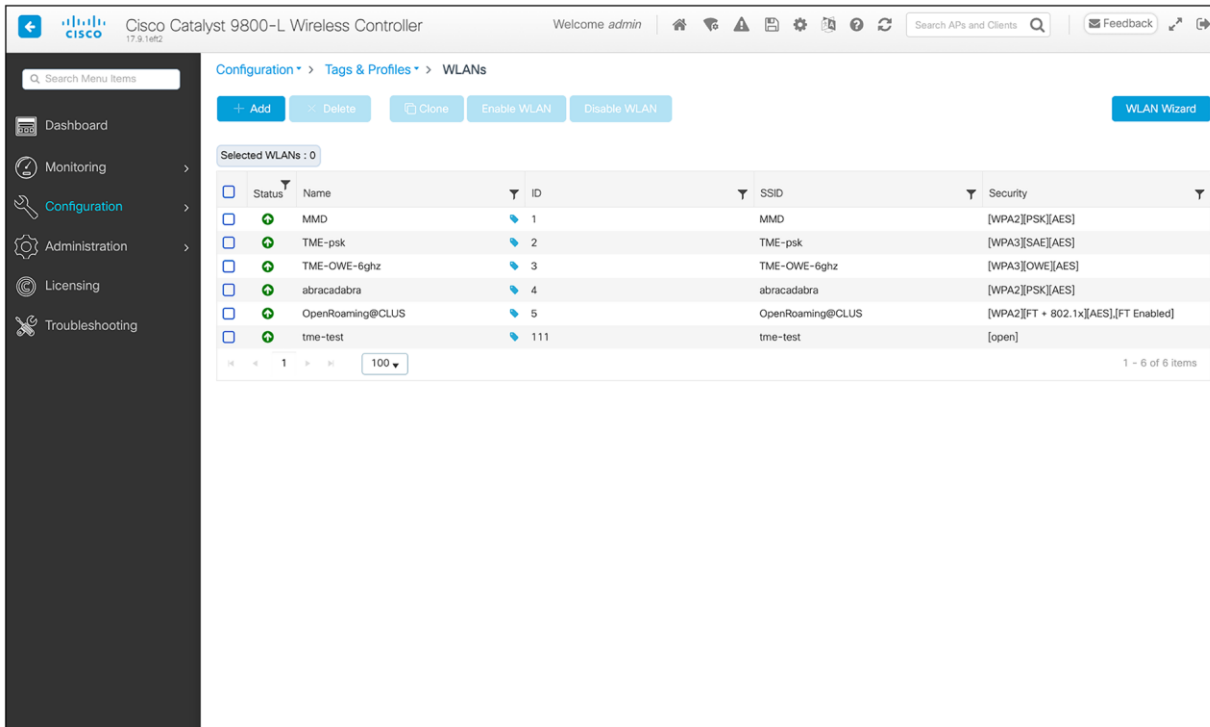 CISCO Cisco Catalyst 9800-L Wireless Controller Welcome admin Search APs and Clients Feedback
17.9.1eft2
Search Menu Items
Dashboard
Monitoring
Configuration
Administration
Licensing
Troubleshooting
Configuration > Tags & Profiles > WLANs
+ Add × Delete Clone Enable WLAN Disable WLAN WLAN Wizard
Selected WLANs : 0
Status Name ID SSID Security
MMD 1 MMD [WPA2][PSK][AES]
TME-psk 2 TME-psk [WPA3][SAE][AES]
TME-OWE-6ghz 3 TME-OWE-6ghz [WPA3][OWE][AES]
abracadabra 4 abracadabra [WPA2][PSK][AES]
OpenRoaming@CLUS 5 OpenRoaming@CLUS [WPA2][FT + 802.1x][AES],[FT Enabled]
tme-test 111 tme-test [open]
1 100 1 - 6 of 6 items